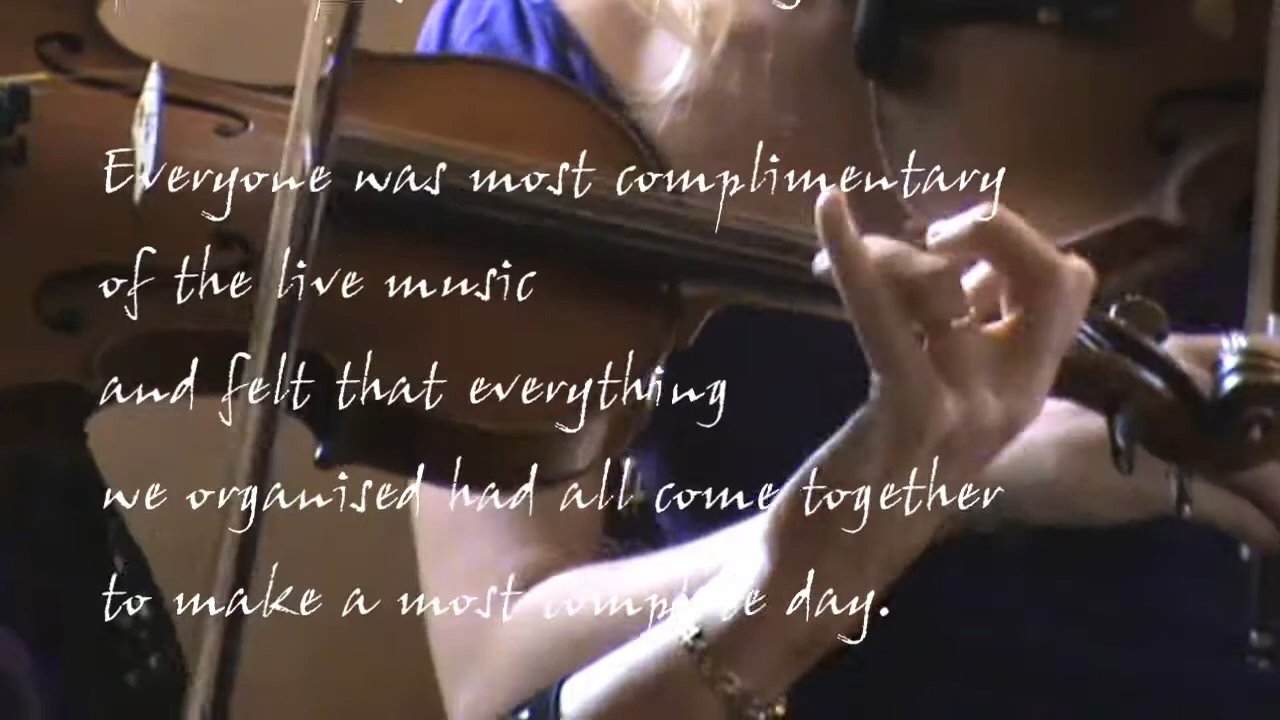 Everyone was most complimentary
of the live music
and felt that everything
we organised had all come together
to make a most complete day.